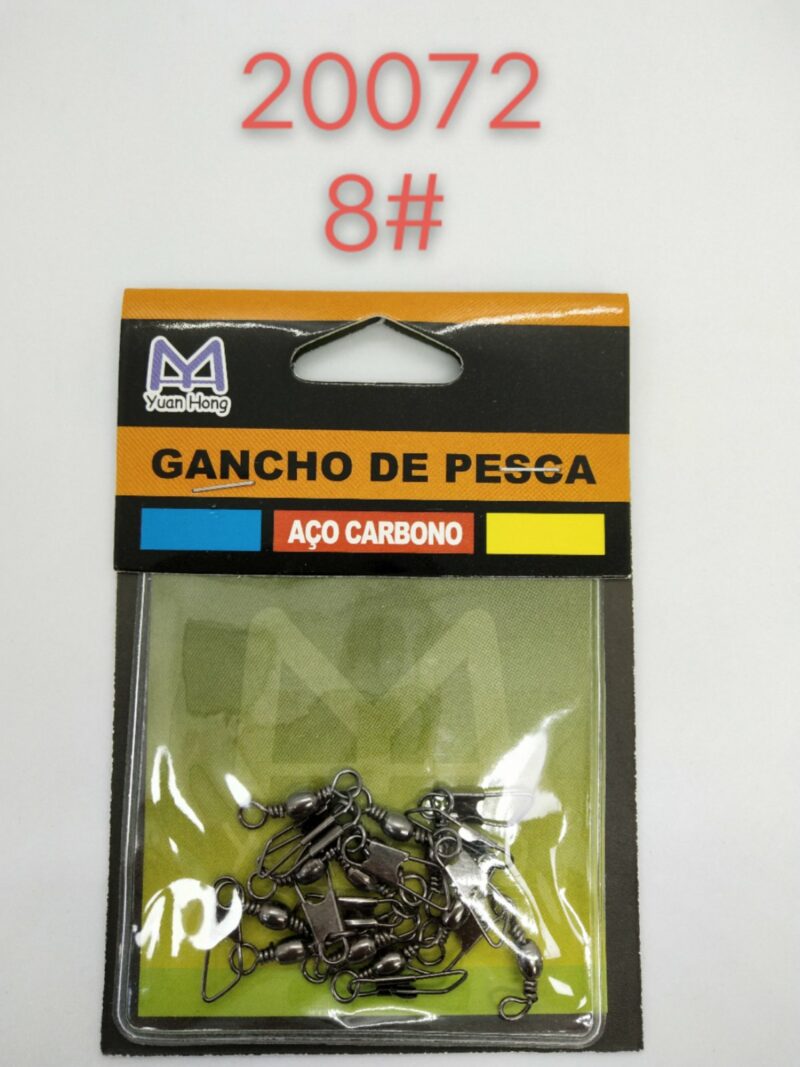 20072
8#
Yuan Hong
GANCHO DE PESCA
AÇO CARBONO